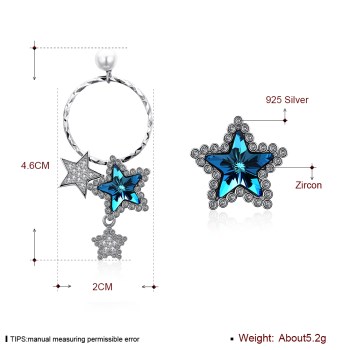 925 Silver
4.6CM
Zircon
2CM
TIPS:manual measuring permissible error
Weight: About5.2g